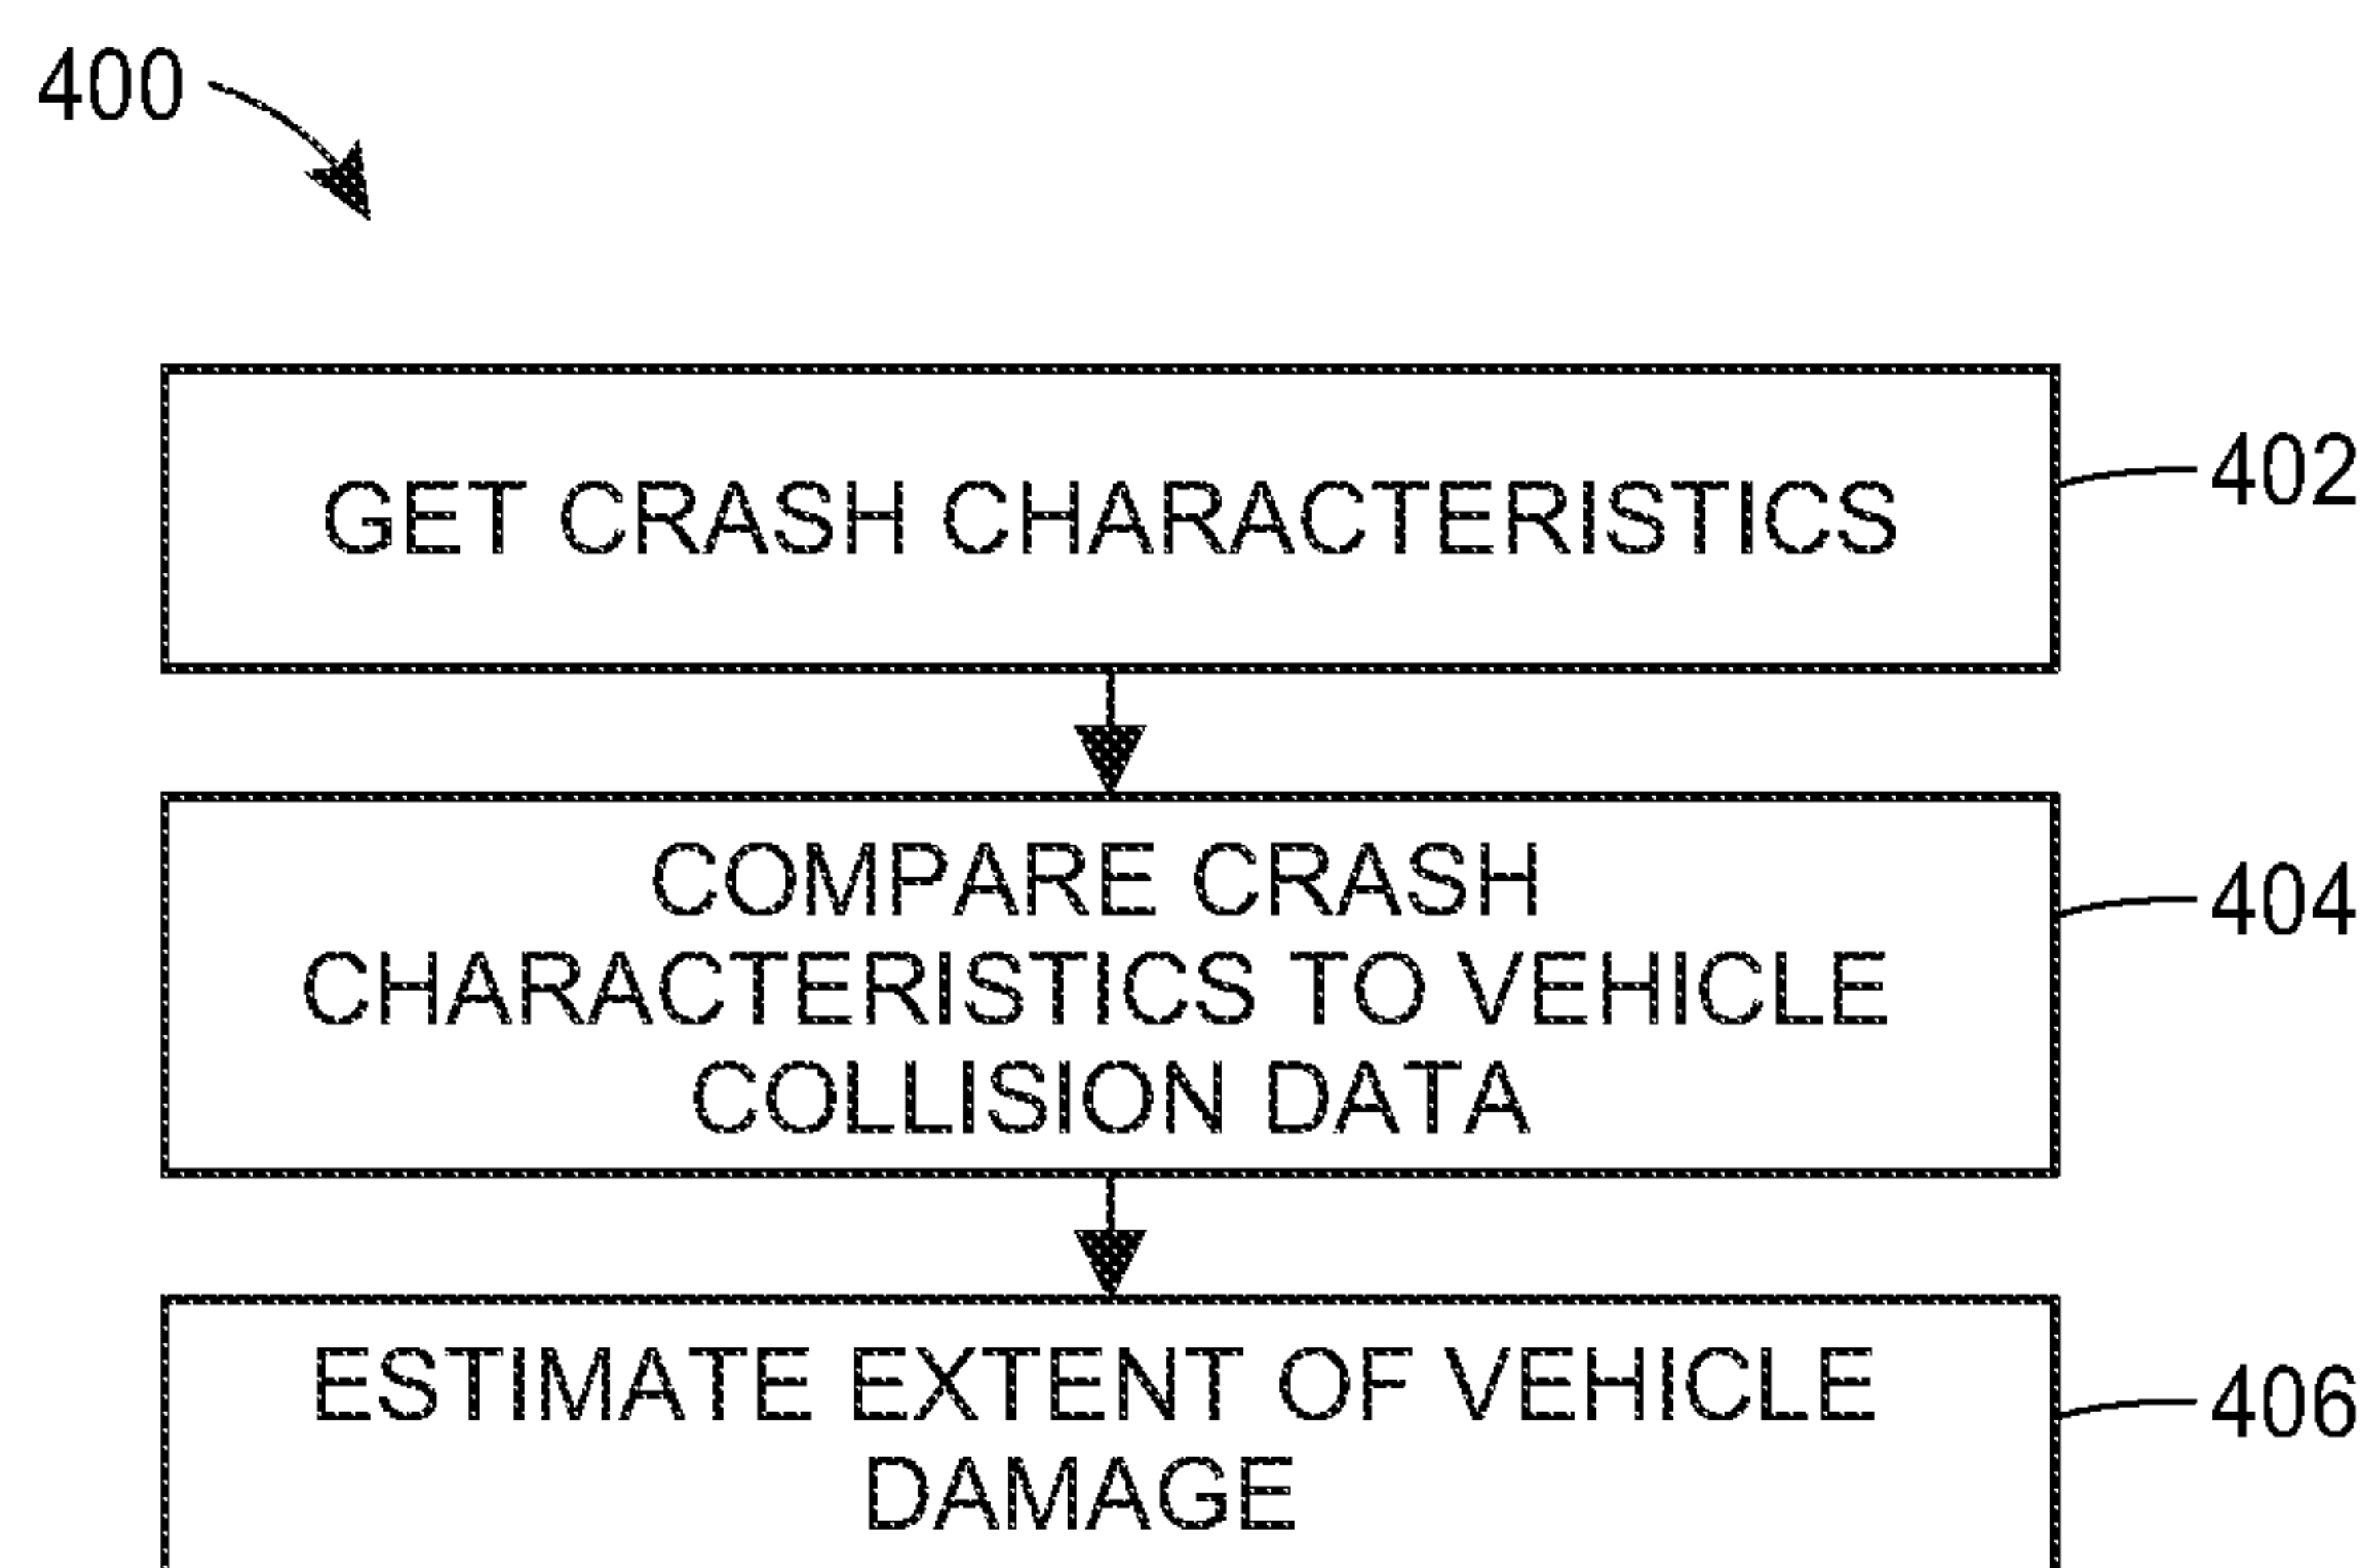 400
GET CRASH CHARACTERISTICS
402
COMPARE CRASH
CHARACTERISTICS TO VEHICLE
COLLISION DATA
404
ESTIMATE EXTENT OF VEHICLE
DAMAGE
406